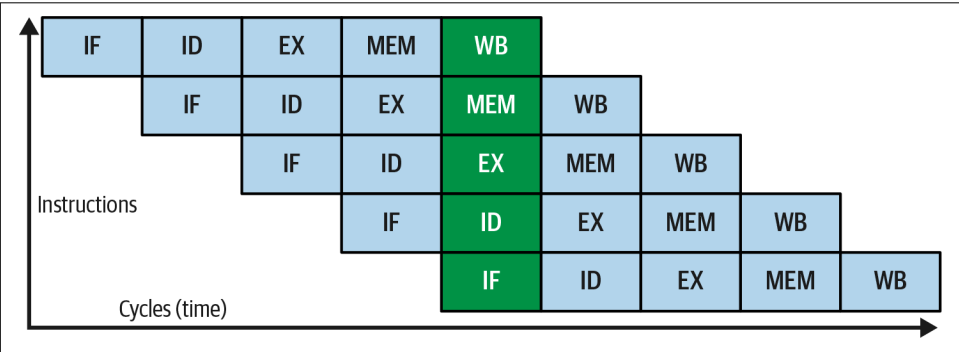 IF ID EX MEM WB
IF ID EX MEM WB
IF ID EX MEM WB
Instructions
IF ID EX MEM WB
IF ID EX MEM WB
Cycles (time)